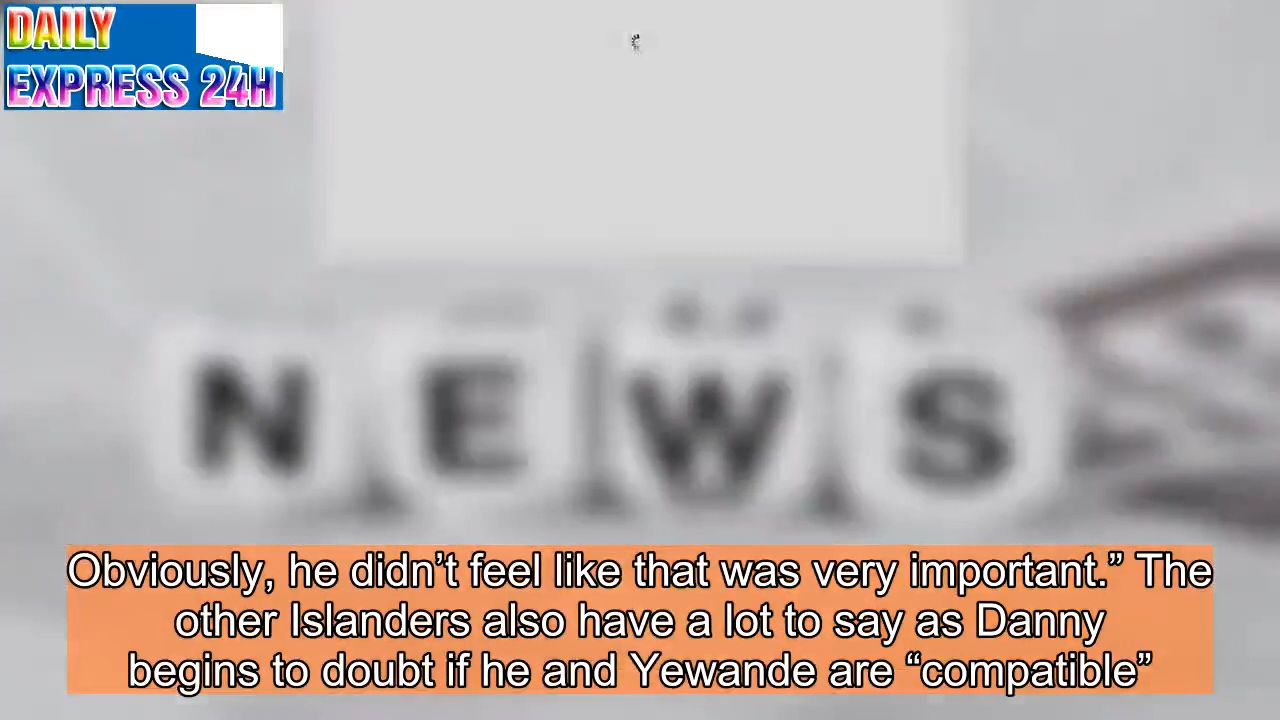 DAILY
EXPRESS 24H
NEWS
Obviously, he didn’t feel like that was very important.” The
other Islanders also have a lot to say as Danny
begins to doubt if he and Yewande are “compatible”